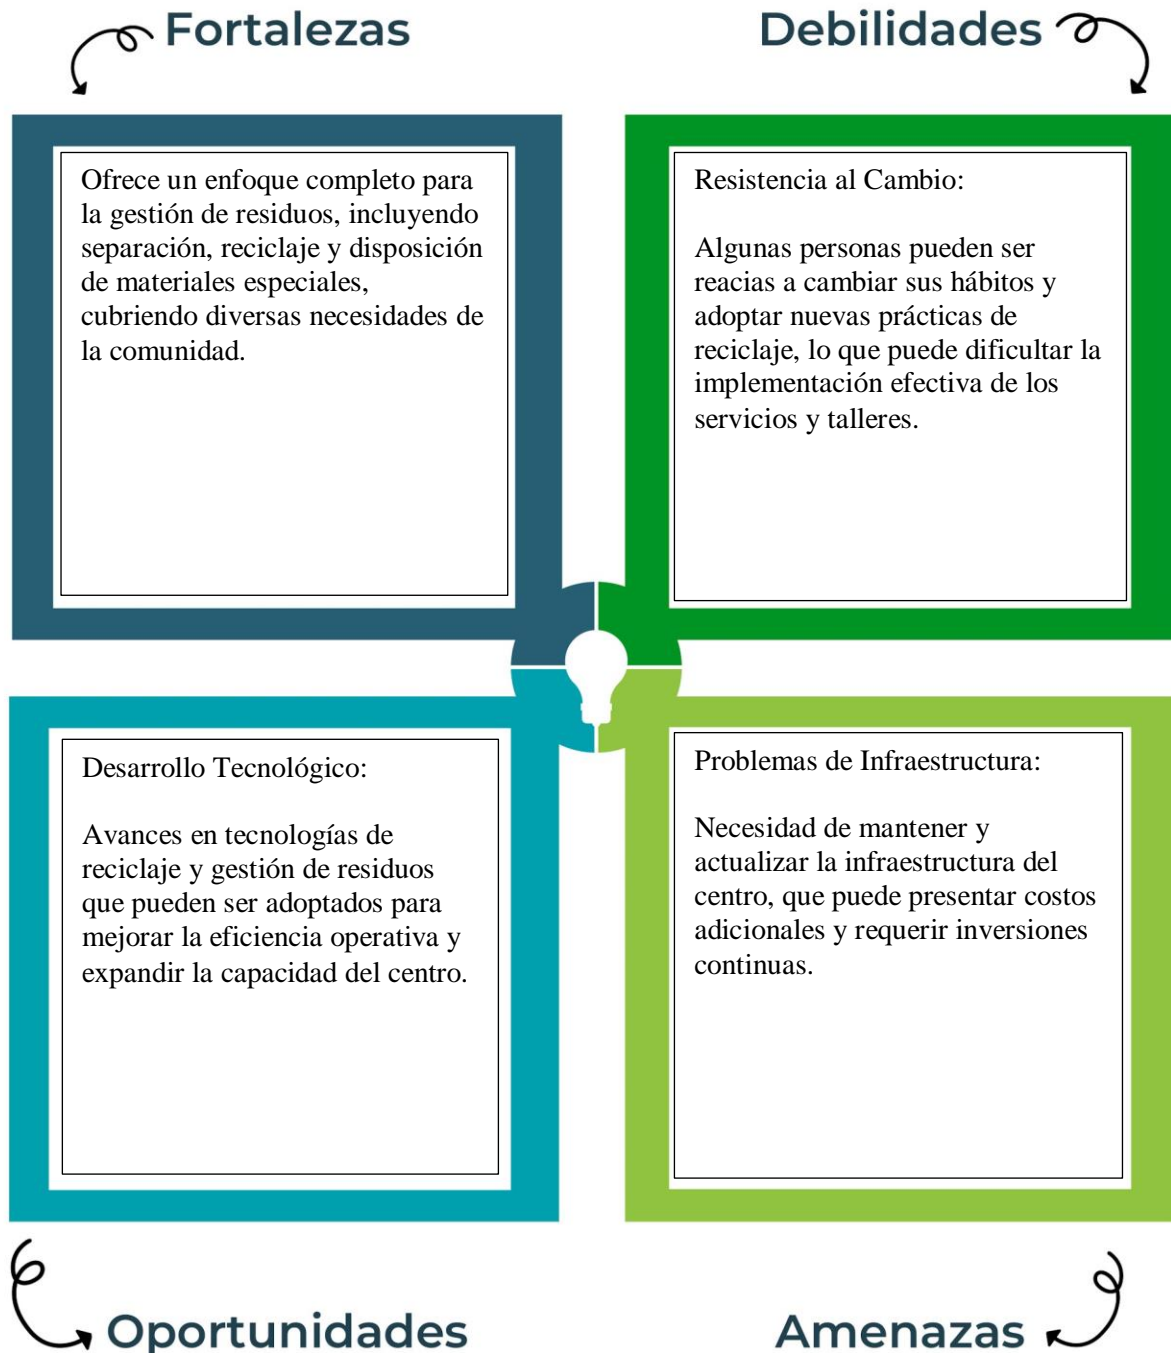 Fortalezas
Ofrece un enfoque completo para
la gestión de residuos, incluyendo
separación, reciclaje y disposición
de materiales especiales,
cubriendo diversas necesidades de
la comunidad.
Debilidades
Resistencia al Cambio:
Algunas personas pueden ser
reacias a cambiar sus hábitos y
adoptar nuevas prácticas de
reciclaje, lo que puede dificultar la
implementación efectiva de los
servicios y talleres.
Desarrollo Tecnológico:
Avances en tecnologías de
reciclaje y gestión de residuos
que pueden ser adoptados para
mejorar la eficiencia operativa y
expandir la capacidad del centro.
Oportunidades
Problemas de Infraestructura:
Necesidad de mantener y
actualizar la infraestructura del
centro, que puede presentar costos
adicionales y requerir inversiones
continuas.
Amenazas